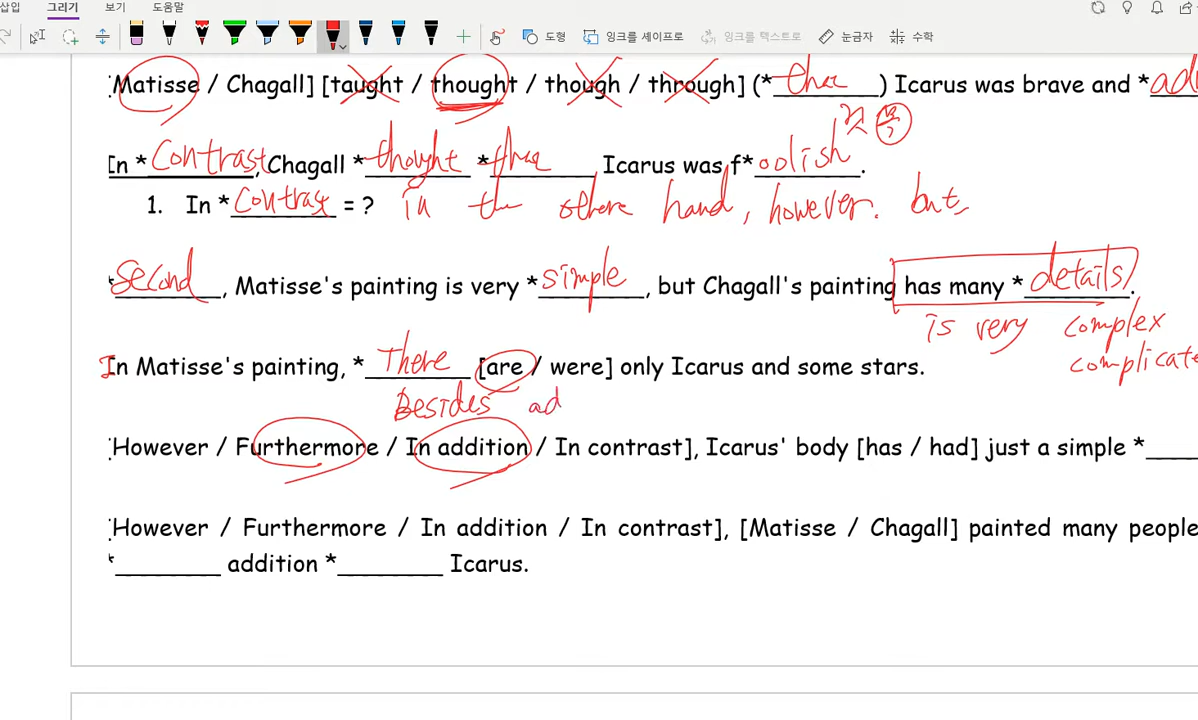 삽입 그리기 보기 도움말
도형 잉크를 셰이프로 잉크를 텍스트로 눈금자 수학
[Matisse / Chagall] [taught / thought / though / through] (* that ) Icarus was brave and *
In * Contrast, Chagall * thought * that Icarus was f* oolish .
1. In * Contrast = ? in the othere hand, however. but,
* Second , Matisse's painting is very * simple , but Chagall's painting has many * details .
is very complex
In Matisse's painting, * There [are / were] only Icarus and some stars.
complicate
Besides ad
[However / Furthermore / In addition / In contrast], Icarus' body [has / had] just a simple *
[However / Furthermore / In addition / In contrast], [Matisse / Chagall] painted many people
* addition * Icarus.